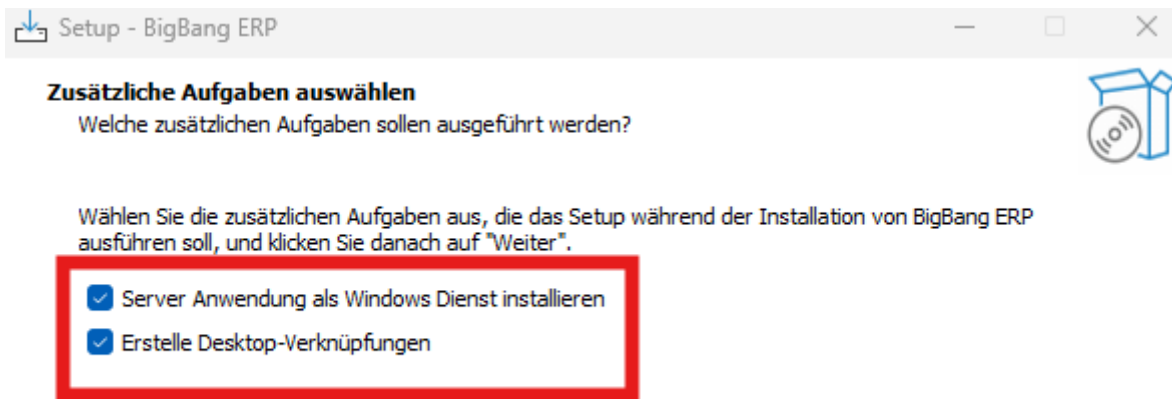 Setup - BigBang ERP
Zusätzliche Aufgaben auswählen
Welche zusätzlichen Aufgaben sollen ausgeführt werden?
Wählen Sie die zusätzlichen Aufgaben aus, die das Setup während der Installation von BigBang ERP
ausführen soll, und klicken Sie danach auf "Weiter".
Server Anwendung als Windows Dienst installieren
Erstelle Desktop-Verknüpfungen